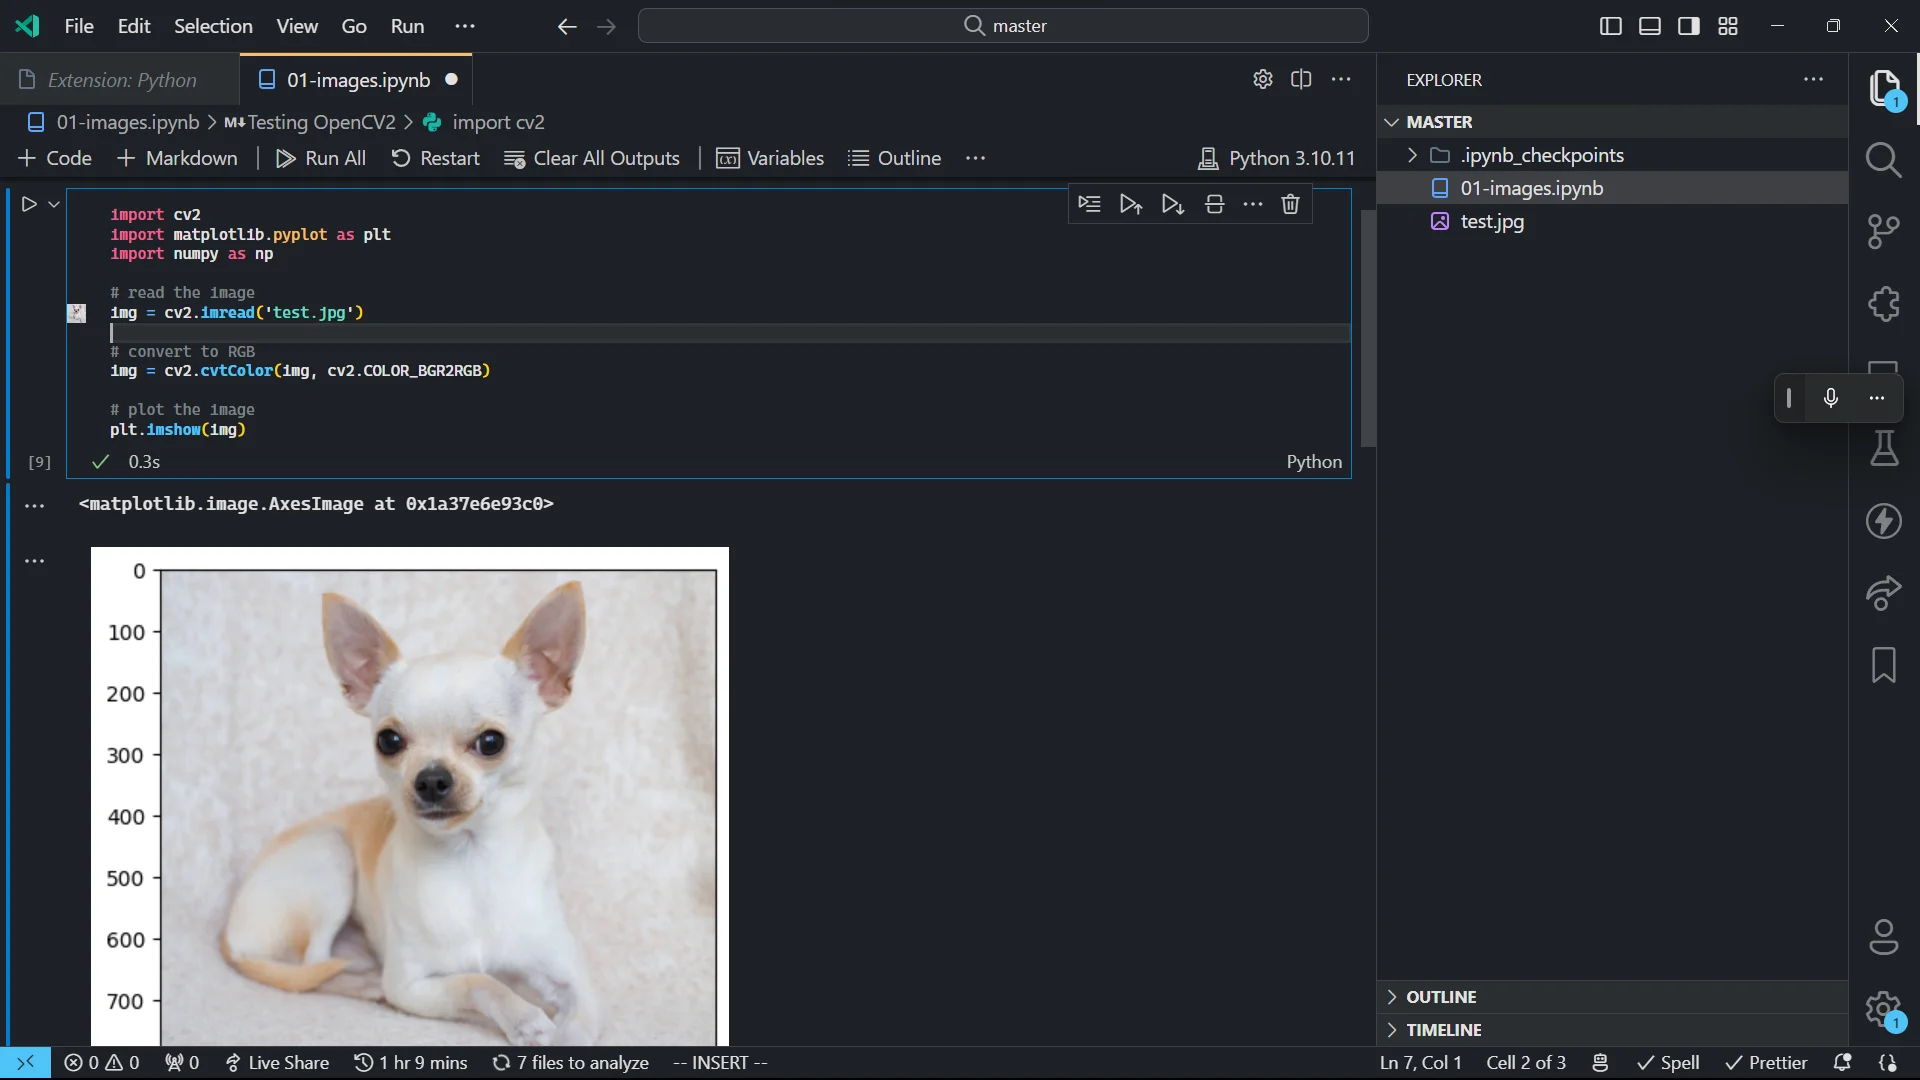 File Edit Selection View Go Run ··· master
Extension: Python 01-images.ipynb
01-images.ipynb > M↓Testing OpenCV2 > import cv2
+ Code + Markdown Run All Restart Clear All Outputs Variables Outline ··· Python 3.10.11
import cv2
import matplotlib.pyplot as plt
import numpy as np
# read the image
img = cv2.imread('test.jpg')
# convert to RGB
img = cv2.cvtColor(img, cv2.COLOR_BGR2RGB)
# plot the image
plt.imshow(img)
[9] 0.3s Python
<matplotlib.image.AxesImage at 0x1a37e6e93c0>
0
100
200
300
400
500
600
700
EXPLORER
MASTER
.ipynb_checkpoints
01-images.ipynb
test.jpg
1
OUTLINE
TIMELINE
1
0 0 0 Live Share 1 hr 9 mins 7 files to analyze -- INSERT -- Ln 7, Col 1 Cell 2 of 3 Spell Prettier